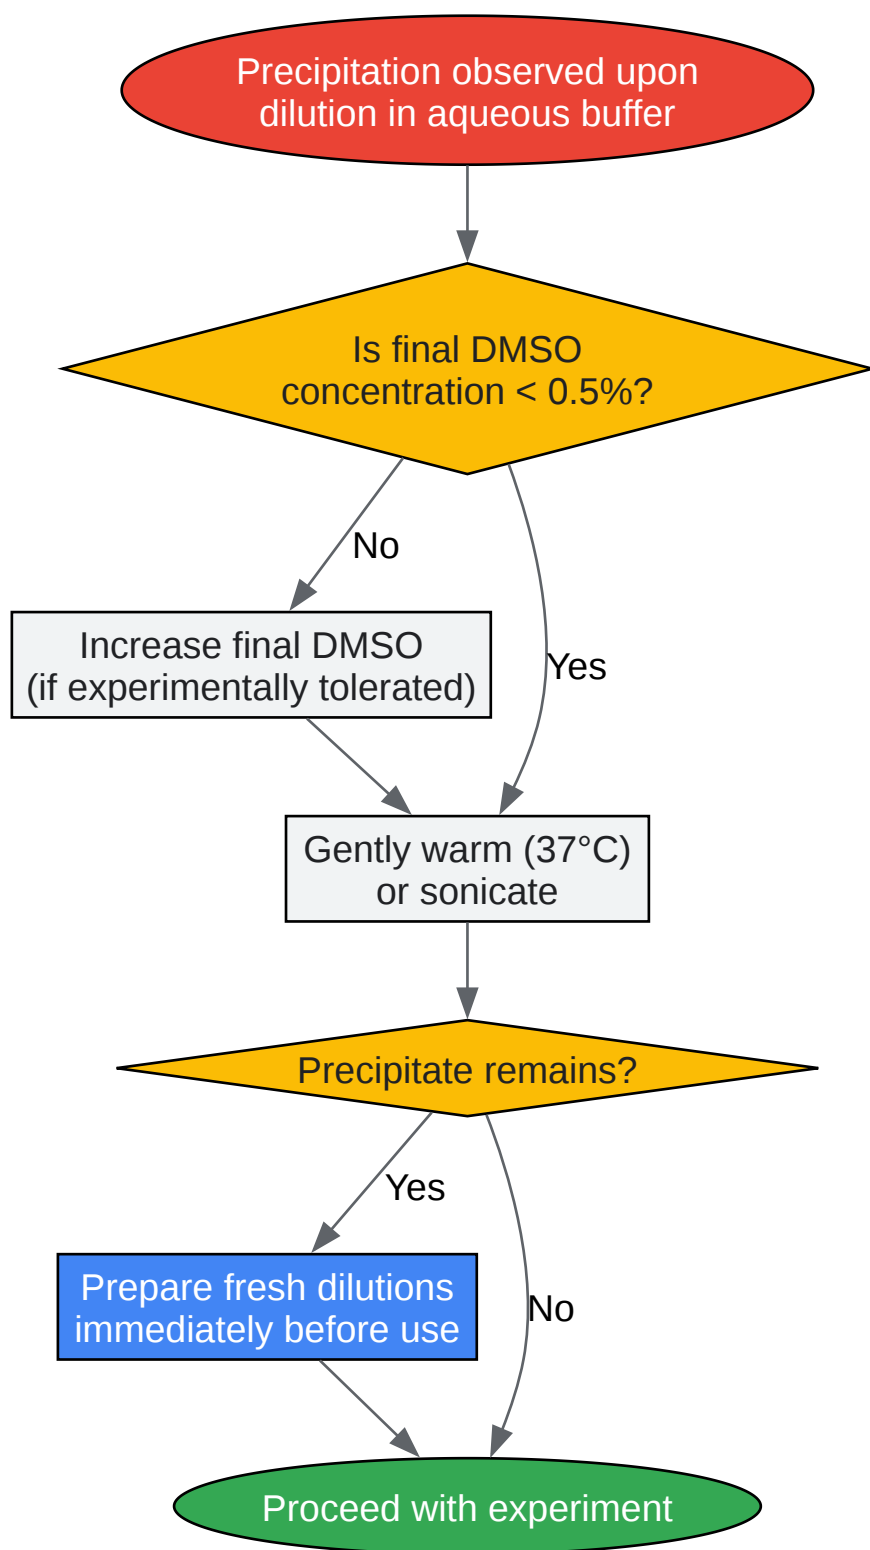 Precipitation observed upon
dilution in aqueous buffer
Is final DMSO
concentration < 0.5%?
No
Increase final DMSO
(if experimentally tolerated)
Yes
Gently warm (37°C)
or sonicate
Precipitate remains?
Yes
Prepare fresh dilutions
immediately before use
No
Proceed with experiment